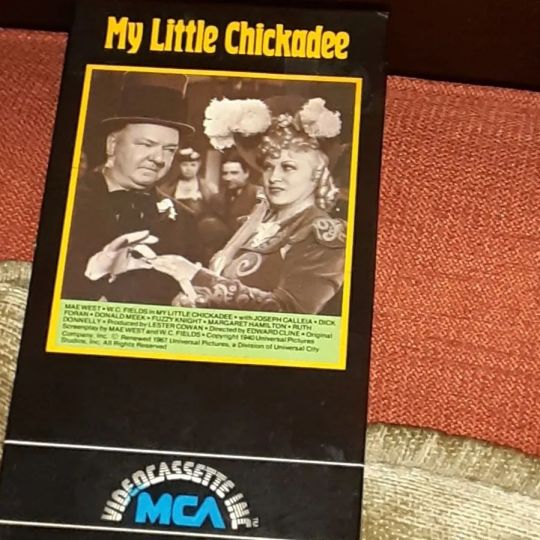 My Little Chickadee
MAE WEST • W.C. FIELDS in MY LITTLE CHICKADEE • with JOSEPH CALLEIA • DICK
FORAN • DONALD MEEK • FUZZY KNIGHT • MARGARET HAMILTON • RUTH
DONNELLY • Produced by LESTER COWAN • Directed by EDWARD CLINE • Original
Screenplay by MAE WEST and W.C. FIELDS • Copyright 1940 Universal Pictures
Company, Inc. © Renewed 1967 Universal Pictures, a Division of Universal City
Studios, Inc. All Rights Reserved
VIDEOCASSETTE INC
MCA
TM